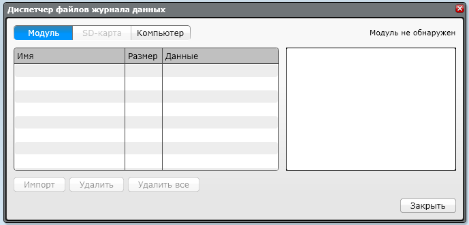 Диспетчер файлов журнала данных
Модуль SD-карта Компьютер Модуль не обнаружен
Имя Размер Данные
Импорт Удалить Удалить все
Закрыть